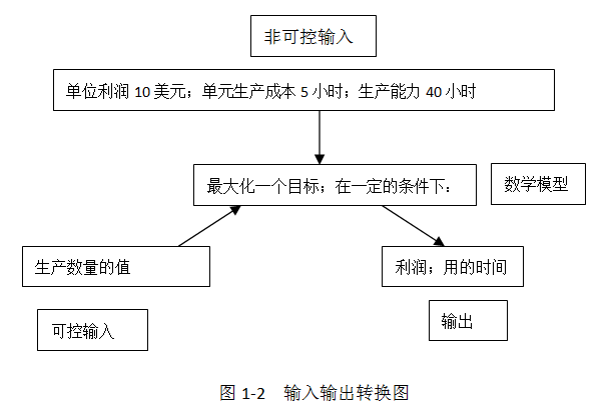 非可控输入
单位利润 10 美元；单元生产成本 5 小时；生产能力 40 小时
最大化一个目标；在一定的条件下：
数学模型
生产数量的值
利润；用的时间
可控输入
输出
图 1-2 输入输出转换图